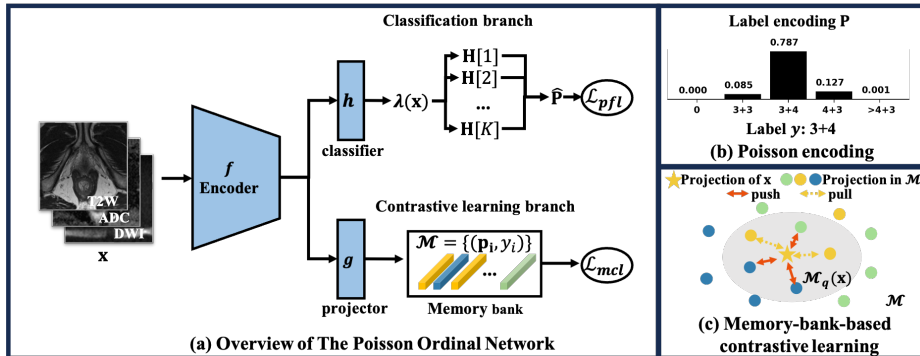 Classification branch
h
classifier
λ(x)
H[1]
H[2]
...
H[K]
P̂
ℒ_pfl
f
Encoder
T2W
ADC
DWI
x
Contrastive learning branch
g
projector
ℳ = {(p_i, y_i)}
...
Memory bank
ℒ_mcl
(a) Overview of The Poisson Ordinal Network
Label encoding P
0.787
0.000 0.085 0.127 0.001
0 3+3 3+4 4+3 >4+3
Label y: 3+4
(b) Poisson encoding
Projection of x Projection in ℳ
push pull
ℳ_q(x)
ℳ
(c) Memory-bank-based
contrastive learning